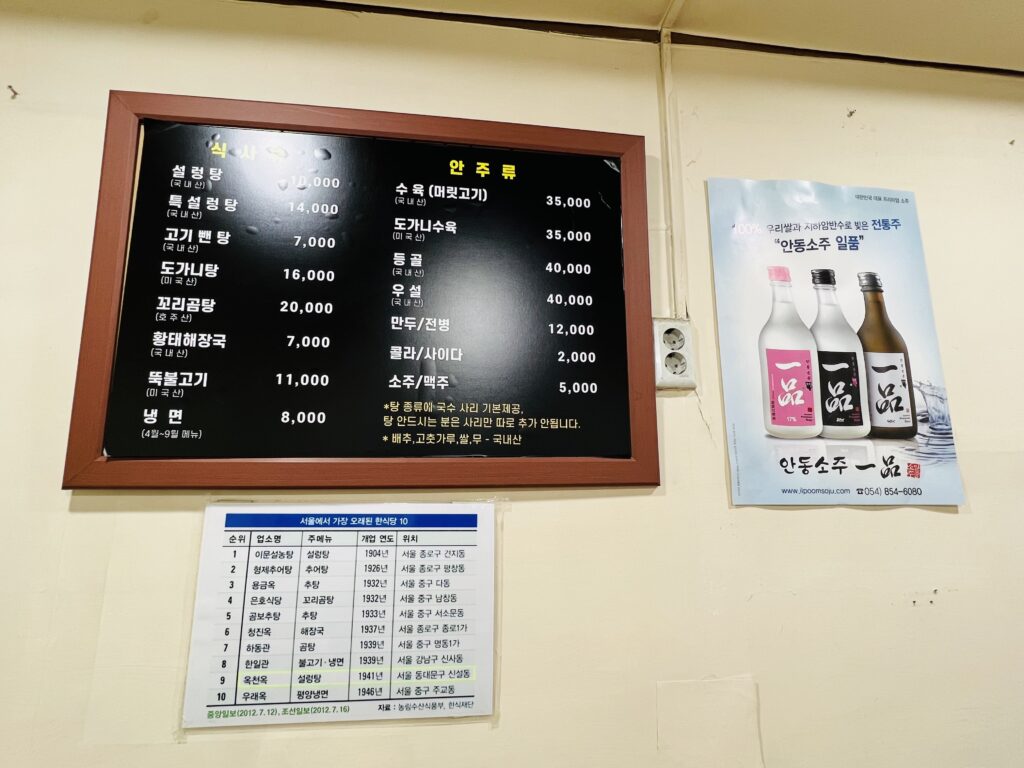 식 사 류
설 렁 탕 10,000
(국 내 산)
특 설 렁 탕 14,000
(국 내 산)
고 기 뺀 탕 7,000
(국 내 산)
도가니탕 16,000
(미 국 산)
꼬리곰탕 20,000
(호 주 산)
황태해장국 7,000
(국 내 산)
뚝불고기 11,000
(미 국 산)
냉 면 8,000
(4월~9월 메뉴)
안 주 류
수 육 (머릿고기) 35,000
(국내산)
도가니수육 35,000
(미국산)
등 골 40,000
(국내산)
우 설 40,000
(국내산)
만두/전병 12,000
콜라/사이다 2,000
소주/맥주 5,000
*탕 종류에 국수 사리 기본제공,
탕 안드시는 분은 사리만 따로 추가 안됩니다.
* 배추,고춧가루,쌀,무 - 국내산
대한민국 대표 프리미엄 소주
100% 우리쌀과 지하암반수로 빚은 전통주
“안동소주 일품”
一品
17%
一品
一品
안동소주 一品
www.ilpoomsoju.com ☎054) 854-6080
서울에서 가장 오래된 한식당 10
순위 업소명 주메뉴 개업 연도 위치
1 이문설농탕 설렁탕 1904년 서울 종로구 견지동
2 형제추어탕 추어탕 1926년 서울 종로구 평창동
3 용금옥 추탕 1932년 서울 중구 다동
4 은호식당 꼬리곰탕 1932년 서울 중구 남창동
5 곰보추탕 추탕 1933년 서울 중구 서소문동
6 청진옥 해장국 1937년 서울 종로구 종로1가
7 하동관 곰탕 1939년 서울 중구 명동1가
8 한일관 불고기·냉면 1939년 서울 강남구 신사동
9 옥천옥 설렁탕 1941년 서울 동대문구 신설동
10 우래옥 평양냉면 1946년 서울 중구 주교동
중앙일보(2012.7.12), 조선일보(2012.7.16) 자료 : 농림수산식품부, 한식재단